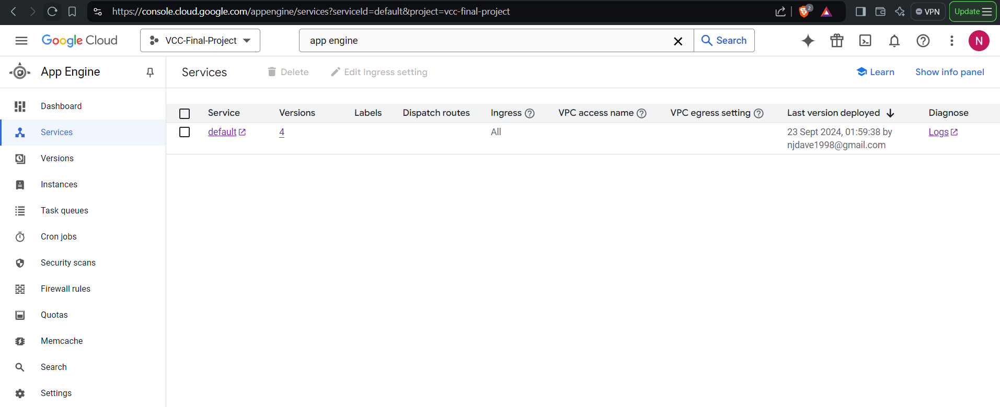 https://console.cloud.google.com/appengine/services?serviceId=default&project=vcc-final-project
2
VPN
Update
Google Cloud
VCC-Final-Project
app engine
Search
N
App Engine
Services
Delete
Edit Ingress setting
Learn
Show info panel
Dashboard
Services
Versions
Instances
Task queues
Cron jobs
Security scans
Firewall rules
Quotas
Memcache
Search
Settings
Service Versions Labels Dispatch routes Ingress VPC access name VPC egress setting Last version deployed Diagnose
default 4 All 23 Sept 2024, 01:59:38 by Logs
njdave1998@gmail.com